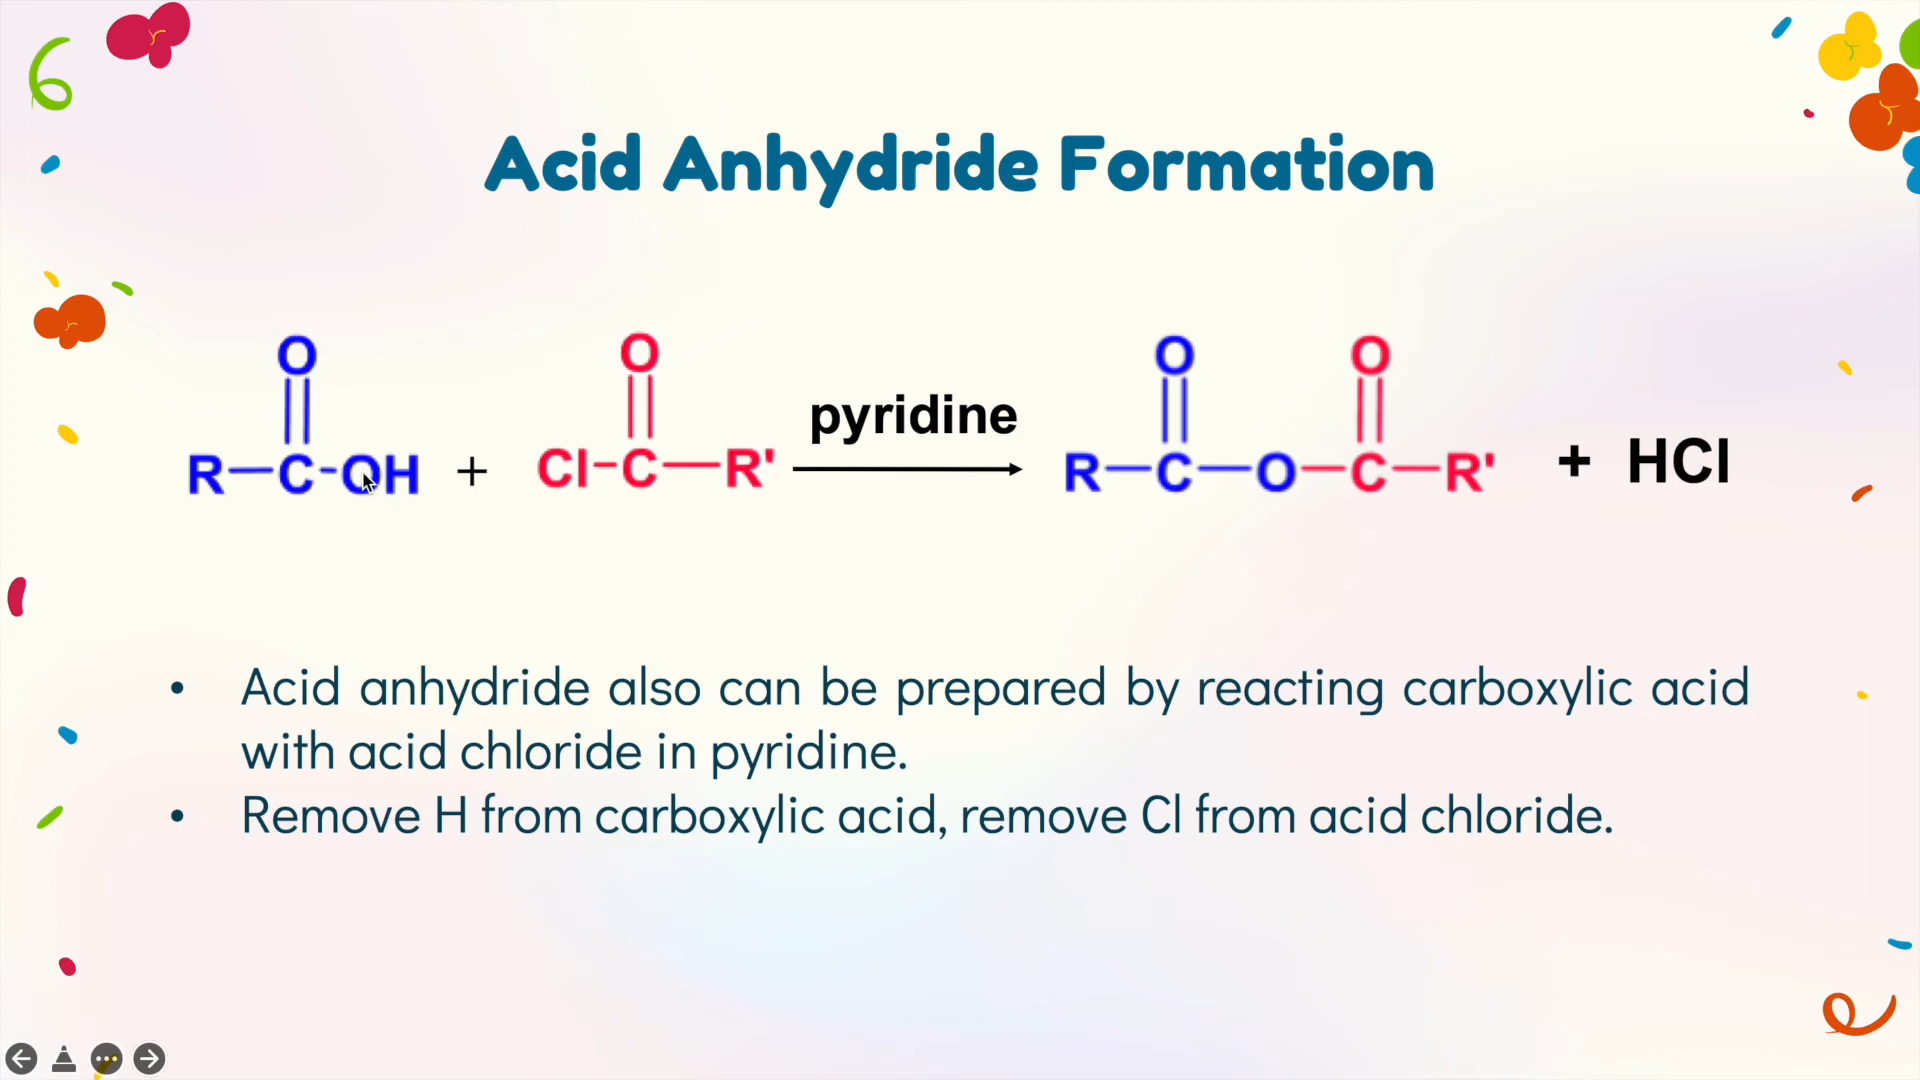 Acid Anhydride Formation
O O O O
R—C-OH + Cl-C—R' pyridine R—C—O—C—R' + HCl
• Acid anhydride also can be prepared by reacting carboxylic acid
with acid chloride in pyridine.
• Remove H from carboxylic acid, remove Cl from acid chloride.